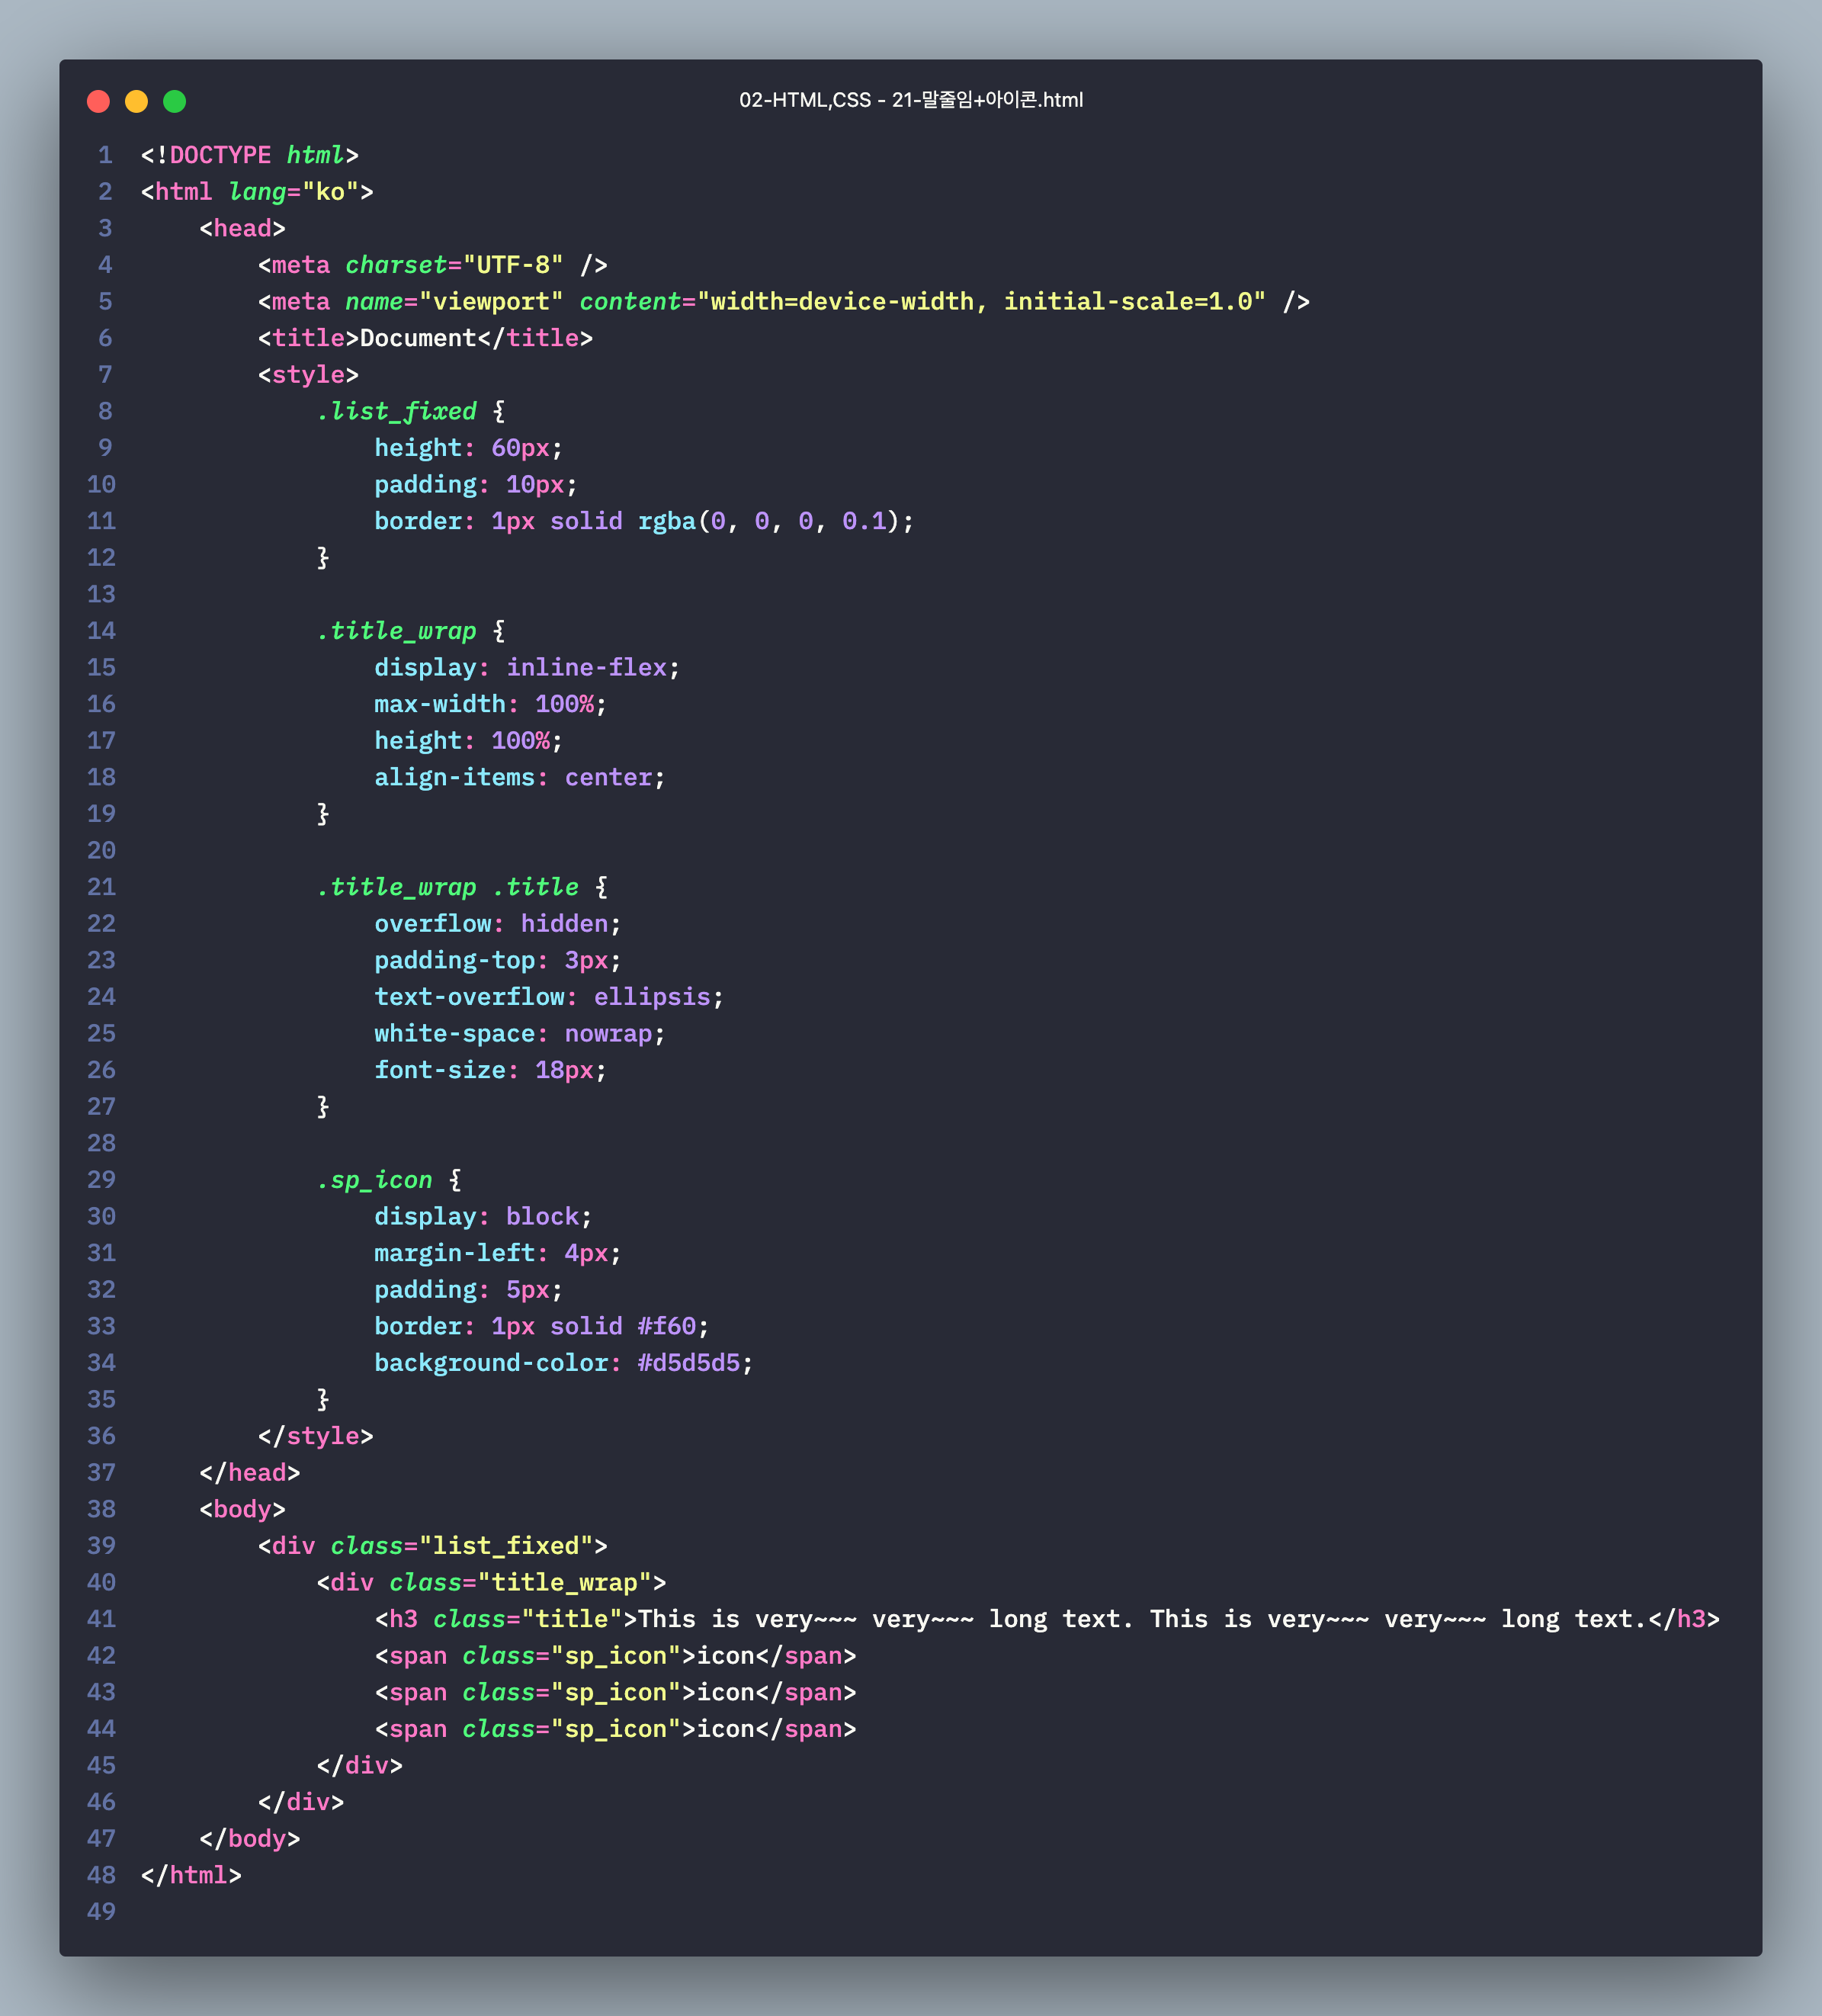 02-HTML,CSS - 21-말줄임+아이콘.html
1 <!DOCTYPE html>
2 <html lang="ko">
3     <head>
4         <meta charset="UTF-8" />
5         <meta name="viewport" content="width=device-width, initial-scale=1.0" />
6         <title>Document</title>
7         <style>
8             .list_fixed {
9                 height: 60px;
10                 padding: 10px;
11                 border: 1px solid rgba(0, 0, 0, 0.1);
12             }
13
14             .title_wrap {
15                 display: inline-flex;
16                 max-width: 100%;
17                 height: 100%;
18                 align-items: center;
19             }
20
21             .title_wrap .title {
22                 overflow: hidden;
23                 padding-top: 3px;
24                 text-overflow: ellipsis;
25                 white-space: nowrap;
26                 font-size: 18px;
27             }
28
29             .sp_icon {
30                 display: block;
31                 margin-left: 4px;
32                 padding: 5px;
33                 border: 1px solid #f60;
34                 background-color: #d5d5d5;
35             }
36         </style>
37     </head>
38     <body>
39         <div class="list_fixed">
40             <div class="title_wrap">
41                 <h3 class="title">This is very~~~ very~~~ long text. This is very~~~ very~~~ long text.</h3>
42                 <span class="sp_icon">icon</span>
43                 <span class="sp_icon">icon</span>
44                 <span class="sp_icon">icon</span>
45             </div>
46         </div>
47     </body>
48 </html>
49